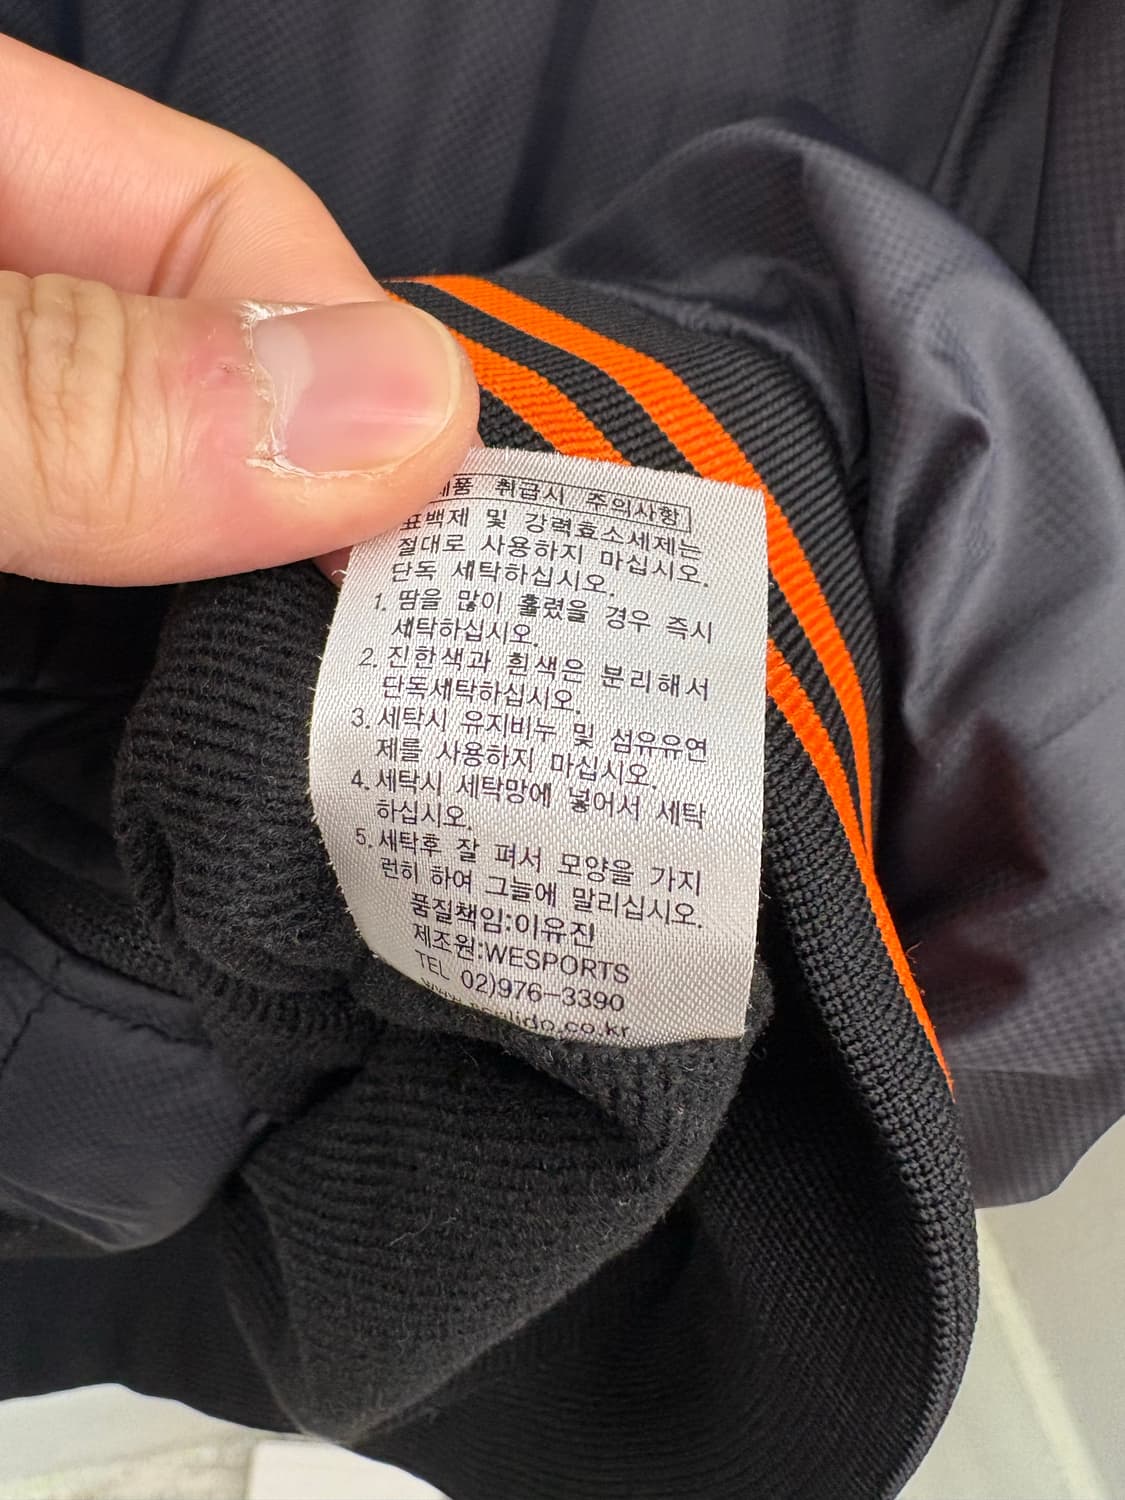 제품 취급시 주의사항
표백제 및 강력효소세제는
절대로 사용하지 마십시오.
단독 세탁하십시오.
1. 땀을 많이 흘렸을 경우 즉시
세탁하십시오.
2. 진한색과 흰색은 분리해서
단독세탁하십시오.
3. 세탁시 유지비누 및 섬유유연
제를 사용하지 마십시오.
4. 세탁시 세탁망에 넣어서 세탁
하십시오.
5. 세탁후 잘 펴서 모양을 가지
런히 하여 그늘에 말리십시오.
품질책임:이유진
제조원:WESPORTS
TEL 02)976-3390